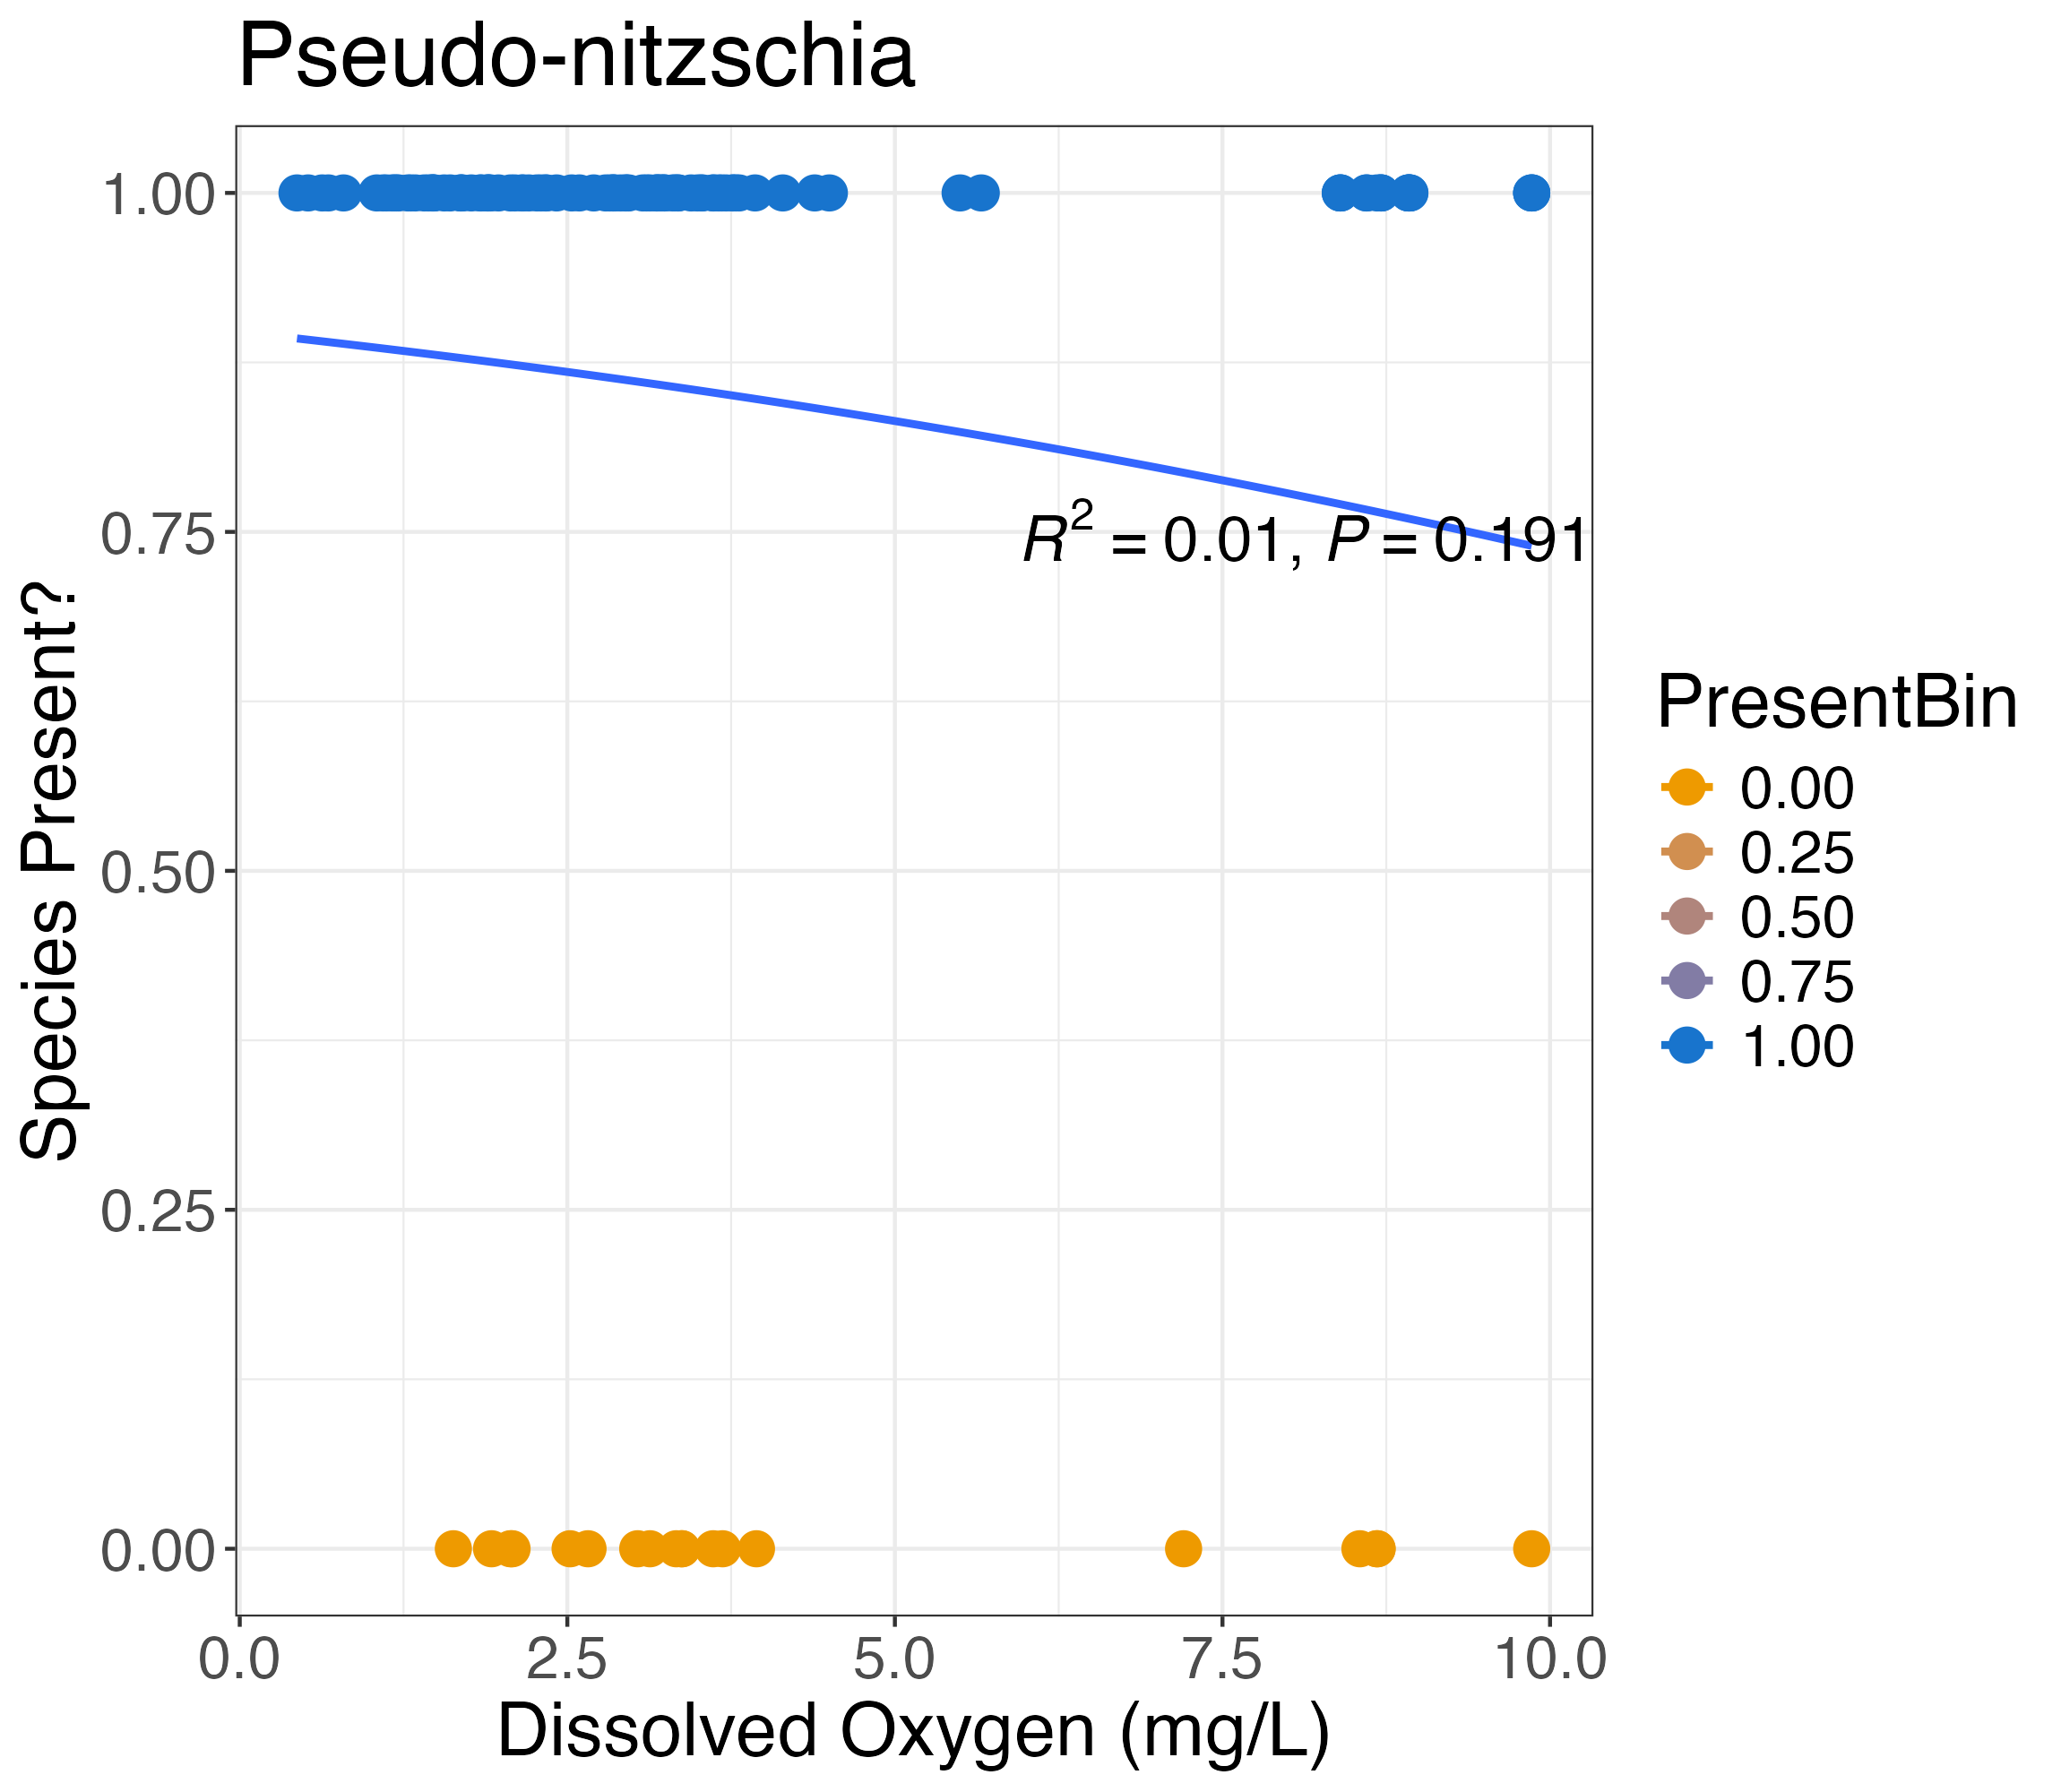 Pseudo-nitzschia
1.00
0.75
0.50
0.25
0.00
Species Present?
R² = 0.01, P = 0.191
0.0 2.5 5.0 7.5 10.0
Dissolved Oxygen (mg/L)
PresentBin
0.00
0.25
0.50
0.75
1.00